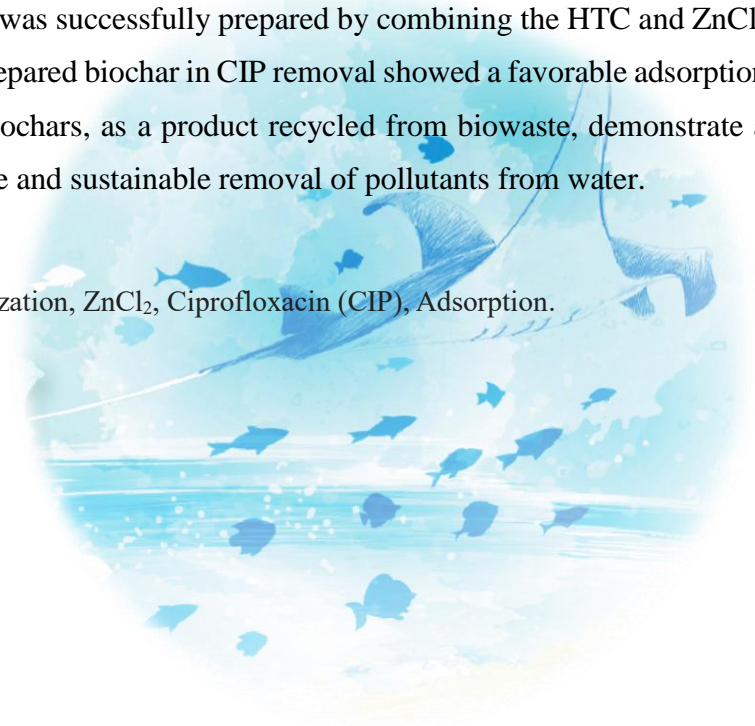 was successfully prepared by combining the HTC and ZnCl
epared biochar in CIP removal showed a favorable adsorption
ochars, as a product recycled from biowaste, demonstrate
e and sustainable removal of pollutants from water.
zation, ZnCl₂, Ciprofloxacin (CIP), Adsorption.